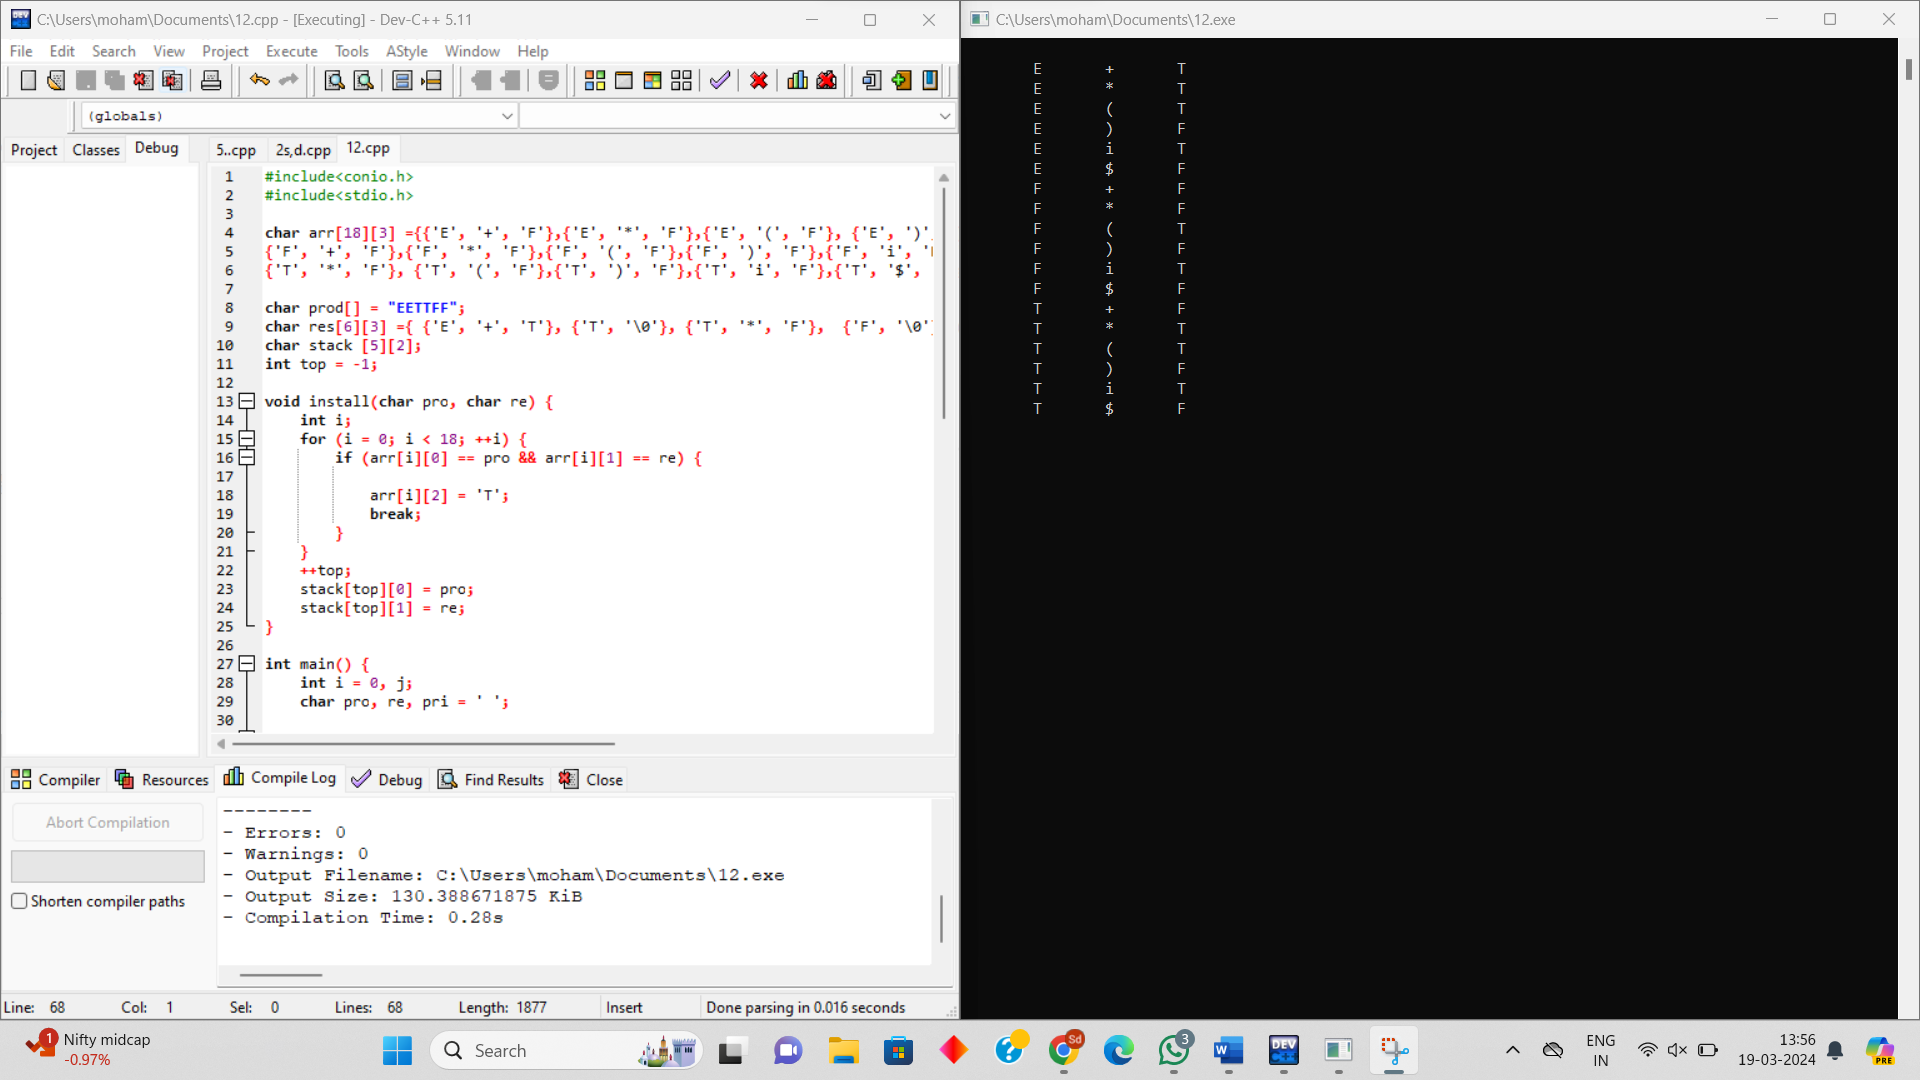 C:\Users\moham\Documents\12.cpp - [Executing] - Dev-C++ 5.11
File Edit Search View Project Execute Tools AStyle Window Help
(globals)
Project Classes Debug
5..cpp 2s,d.cpp 12.cpp
1 #include<conio.h>
2 #include<stdio.h>
3
4 char arr[18][3] ={{'E', '+', 'F'},{'E', '*', 'F'},{'E', '(', 'F'}, {'E', ')'
5 {'F', '+', 'F'},{'F', '*', 'F'},{'F', '(', 'F'},{'F', ')', 'F'},{'F', 'i',
6 {'T', '*', 'F'}, {'T', '(', 'F'},{'T', ')', 'F'},{'T', 'i', 'F'},{'T', '$',
7
8 char prod[] = "EETTFF";
9 char res[6][3] ={ {'E', '+', 'T'}, {'T', '\0'}, {'T', '*', 'F'}, {'F', '\0'
10 char stack [5][2];
11 int top = -1;
12
13 void install(char pro, char re) {
14 int i;
15 for (i = 0; i < 18; ++i) {
16 if (arr[i][0] == pro && arr[i][1] == re) {
17
18 arr[i][2] = 'T';
19 break;
20 }
21 }
22 ++top;
23 stack[top][0] = pro;
24 stack[top][1] = re;
25 }
26
27 int main() {
28 int i = 0, j;
29 char pro, re, pri = ' ';
30
Compiler Resources Compile Log Debug Find Results Close
Abort Compilation
Shorten compiler paths
--------
- Errors: 0
- Warnings: 0
- Output Filename: C:\Users\moham\Documents\12.exe
- Output Size: 130.388671875 KiB
- Compilation Time: 0.28s
Line: 68 Col: 1 Sel: 0 Lines: 68 Length: 1877 Insert Done parsing in 0.016 seconds
C:\Users\moham\Documents\12.exe
E + T
E * T
E ( T
E ) F
E i T
E $ F
F + F
F * F
F ( T
F ) F
F i T
F $ F
T + F
T * T
T ( T
T ) F
T i T
T $ F
1
Nifty midcap
-0.97%
Search
Sd
3
W
DEV
C++
ENG
IN
13:56
19-03-2024
PRE